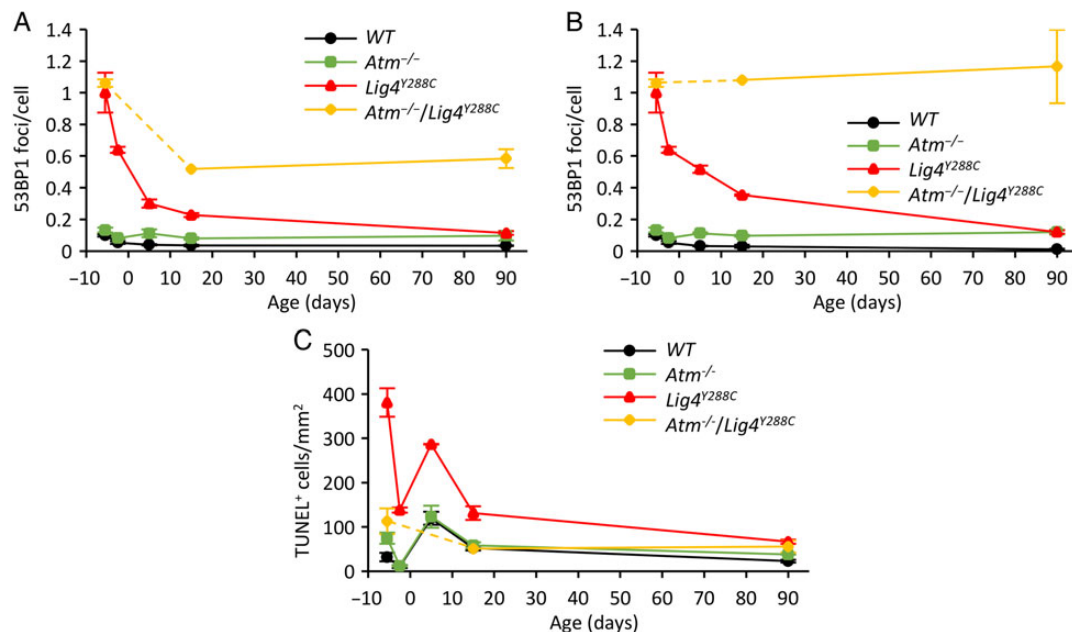 A
53BP1 foci/cell
1.4
1.2
1
0.8
0.6
0.4
0.2
0
−10 0 10 20 30 40 50 60 70 80 90
Age (days)
WT
Atm−/−
Lig4Y288C
Atm−/−/Lig4Y288C
B
53BP1 foci/cell
1.4
1.2
1
0.8
0.6
0.4
0.2
0
−10 0 10 20 30 40 50 60 70 80 90
Age (days)
WT
Atm−/−
Lig4Y288C
Atm−/−/Lig4Y288C
C
TUNEL+ cells/mm2
500
400
300
200
100
0
−10 0 10 20 30 40 50 60 70 80 90
Age (days)
WT
Atm-/-
Lig4Y288C
Atm-/-/Lig4Y288C